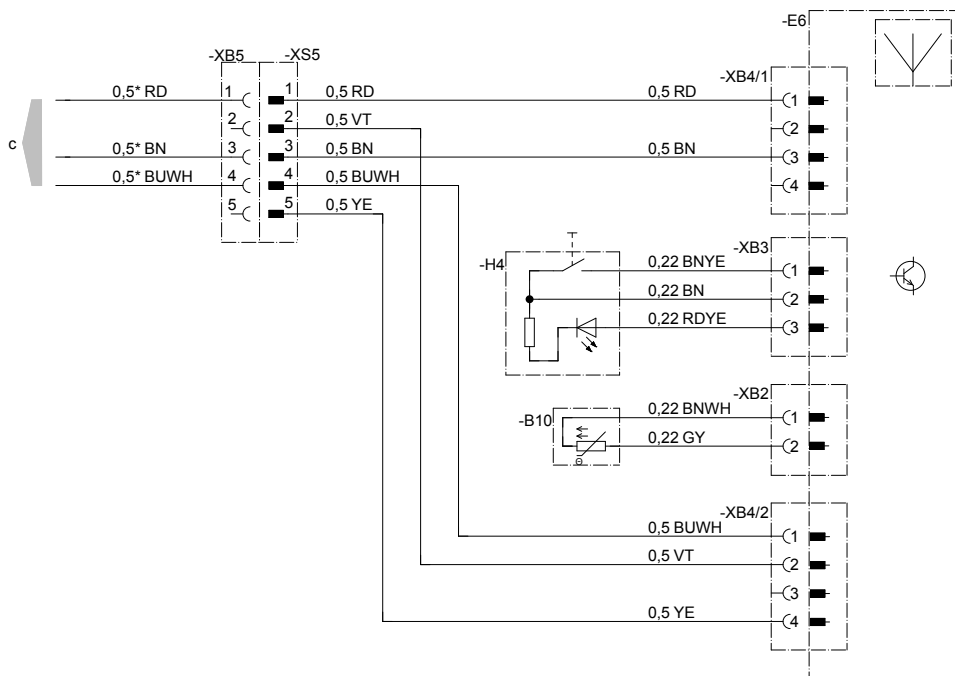 -E6
-XB5 -XS5
-XB4/1
0,5* RD 1 1 0,5 RD 0,5 RD 1
2 2 0,5 VT 2
c
0,5* BN 3 3 0,5 BN 0,5 BN 3
0,5* BUWH 4 4 0,5 BUWH 4
5 5 0,5 YE
-XB3
-H4
0,22 BNYE 1
0,22 BN 2
0,22 RDYE 3
-XB2
-B10
0,22 BNWH 1
0,22 GY 2
Θ
-XB4/2
0,5 BUWH 1
0,5 VT 2
3
0,5 YE 4